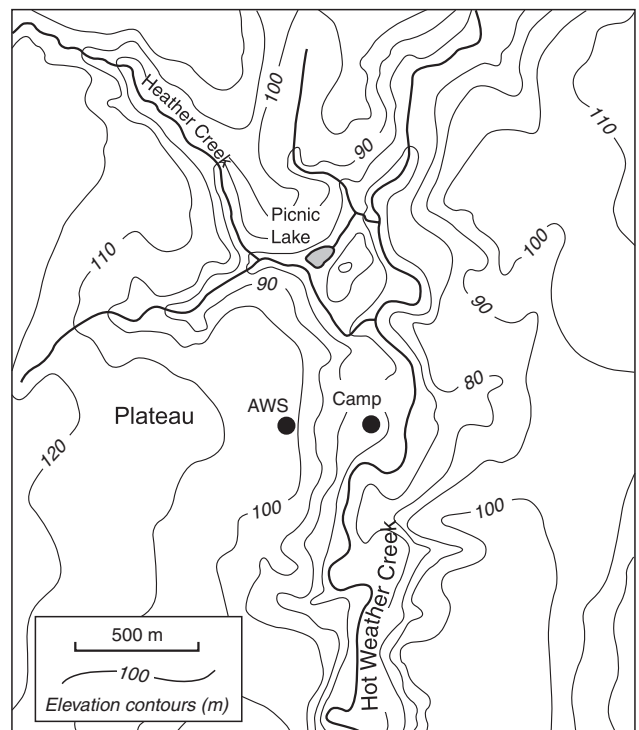 100
Heather Creek
90
110
Picnic
Lake
110
100
90
90
80
Plateau
AWS
Camp
120
100
100
Hot Weather Creek
500 m
100
Elevation contours (m)